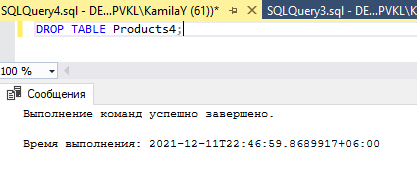 SQLQuery4.sql - DE...PVKL\KamilaY (61))* SQLQuery3.sql - DE...PVKL\K
DROP TABLE Products4;
100 %
Сообщения
Выполнение команд успешно завершено.
Время выполнения: 2021-12-11T22:46:59.8689917+06:00